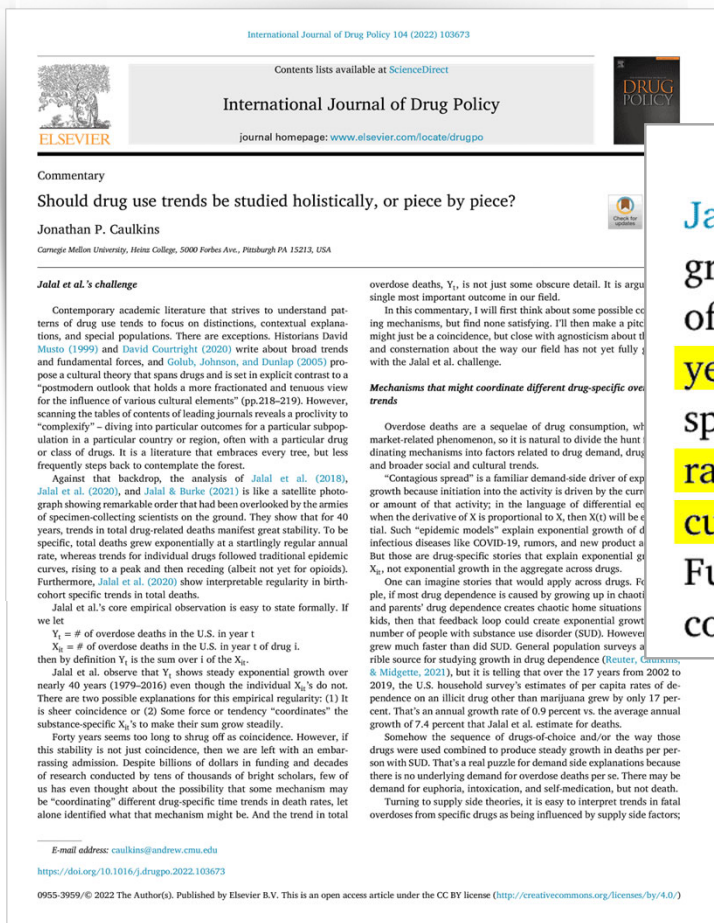 International Journal of Drug Policy 104 (2022) 103673
ELSEVIER
Contents lists available at ScienceDirect
International Journal of Drug Policy
journal homepage: www.elsevier.com/locate/drugpo
DRUG
POLICY
Commentary
Should drug use trends be studied holistically, or piece by piece?
Check for
updates
Jonathan P. Caulkins
Carnegie Mellon University, Heinz College, 5000 Forbes Ave., Pittsburgh PA 15213, USA
Jalal et al.'s challenge
Contemporary academic literature that strives to understand pat-
terns of drug use tends to focus on distinctions, contextual explana-
tions, and special populations. There are exceptions. Historians David
Musto (1999) and David Courtright (2020) write about broad trends
and fundamental forces, and Golub, Johnson, and Dunlap (2005) pro-
pose a cultural theory that spans drugs and is set in explicit contrast to a
"postmodern outlook that holds a more fractionated and tenuous view
for the influence of various cultural elements" (pp.218–219). However,
scanning the tables of contents of leading journals reveals a proclivity to
"complexify" – diving into particular outcomes for a particular subpop-
ulation in a particular country or region, often with a particular drug
or class of drugs. It is a literature that embraces every tree, but less
frequently steps back to contemplate the forest.
Against that backdrop, the analysis of Jalal et al. (2018),
Jalal et al. (2020), and Jalal & Burke (2021) is like a satellite photo-
graph showing remarkable order that had been overlooked by the armies
of specimen-collecting scientists on the ground. They show that for 40
years, trends in total drug-related deaths manifest great stability. To be
specific, total deaths grew exponentially at a startlingly regular annual
rate, whereas trends for individual drugs followed traditional epidemic
curves, rising to a peak and then receding (albeit not yet for opioids).
Furthermore, Jalal et al. (2020) show interpretable regularity in birth-
cohort specific trends in total deaths.
Jalal et al.'s core empirical observation is easy to state formally. If
we let
Yt = # of overdose deaths in the U.S. in year t
Xit = # of overdose deaths in the U.S. in year t of drug i.
then by definition Yt is the sum over i of the Xit.
Jalal et al. observe that Yt shows steady exponential growth over
nearly 40 years (1979–2016) even though the individual Xit's do not.
There are two possible explanations for this empirical regularity: (1) It
is sheer coincidence or (2) Some force or tendency "coordinates" the
substance-specific Xit's to make their sum grow steadily.
Forty years seems too long to shrug off as coincidence. However, if
this stability is not just coincidence, then we are left with an embar-
rassing admission. Despite billions of dollars in funding and decades
of research conducted by tens of thousands of bright scholars, few of
us has even thought about the possibility that some mechanism may
be "coordinating" different drug-specific time trends in death rates, let
alone identified what that mechanism might be. And the trend in total
overdose deaths, Yt, is not just some obscure detail. It is argu
single most important outcome in our field.
In this commentary, I will first think about some possible co
ing mechanisms, but find none satisfying. I'll then make a pitc
might just be a coincidence, but close with agnosticism about t
and consternation about the way our field has not yet fully
with the Jalal et al. challenge.
Mechanisms that might coordinate different drug-specific ove
trends
Overdose deaths are a sequelae of drug consumption, wh
market-related phenomenon, so it is natural to divide the hunt
dinating mechanisms into factors related to drug demand, drug
and broader social and cultural trends.
"Contagious spread" is a familiar demand-side driver of exp
growth because initiation into the activity is driven by the curr
or amount of that activity; in the language of differential eq
when the derivative of X is proportional to X, then X(t) will be e
tial. Such "epidemic models" explain exponential growth of d
infectious diseases like COVID-19, rumors, and new product a
But those are drug-specific stories that explain exponential gr
Xit, not exponential growth in the aggregate across drugs.
One can imagine stories that would apply across drugs. Fo
ple, if most drug dependence is caused by growing up in chaoti
and parents' drug dependence creates chaotic home situations
kids, then that feedback loop could create exponential growt
number of people with substance use disorder (SUD). However
grew much faster than did SUD. General population surveys a
rible source for studying growth in drug dependence (Reuter, Caulkins,
& Midgette, 2021), but it is telling that over the 17 years from 2002 to
2019, the U.S. household survey's estimates of per capita rates of de-
pendence on an illicit drug other than marijuana grew by only 17 per-
cent. That's an annual growth rate of 0.9 percent vs. the average annual
growth of 7.4 percent that Jalal et al. estimate for deaths.
Somehow the sequence of drugs-of-choice and/or the way those
drugs were used combined to produce steady growth in deaths per per-
son with SUD. That's a real puzzle for demand side explanations because
there is no underlying demand for overdose deaths per se. There may be
demand for euphoria, intoxication, and self-medication, but not death.
Turning to supply side theories, it is easy to interpret trends in fatal
overdoses from specific drugs as being influenced by supply side factors;
Ja
gr
of
ye
sp
ra
cu
Fu
co
E-mail address: caulkins@andrew.cmu.edu
https://doi.org/10.1016/j.drugpo.2022.103673
0955-3959/© 2022 The Author(s). Published by Elsevier B.V. This is an open access article under the CC BY license (http://creativecommons.org/licenses/by/4.0/)